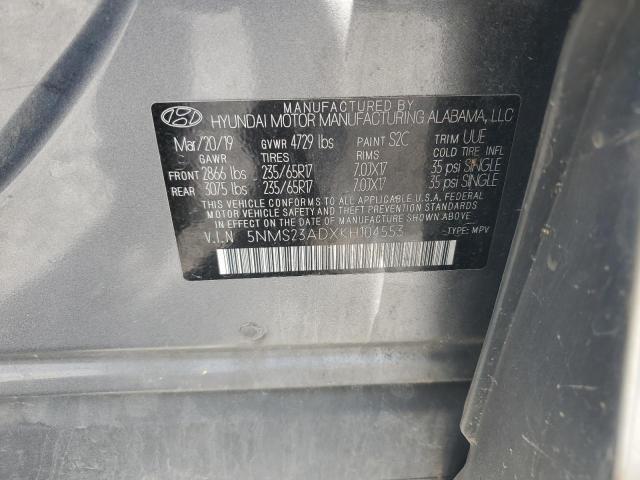 MANUFACTURED BY
HYUNDAI MOTOR MANUFACTURING ALABAMA, LLC
Mar/20/19 GVWR 4729 lbs PAINT S2C TRIM UUE
GAWR TIRES RIMS COLD TIRE INFL
FRONT 2866 lbs 235/65R17 7.0JX17 35 psi SINGLE
REAR 3075 lbs 235/65R17 7.0JX17 35 psi SINGLE
THIS VEHICLE CONFORMS TO ALL APPLICABLE U.S.A. FEDERAL
MOTOR VEHICLE SAFETY AND THEFT PREVENTION STANDARDS
IN EFFECT ON THE DATE OF MANUFACTURE SHOWN ABOVE.
V.I.N 5NMS23ADXKH104553 -TYPE: MPV